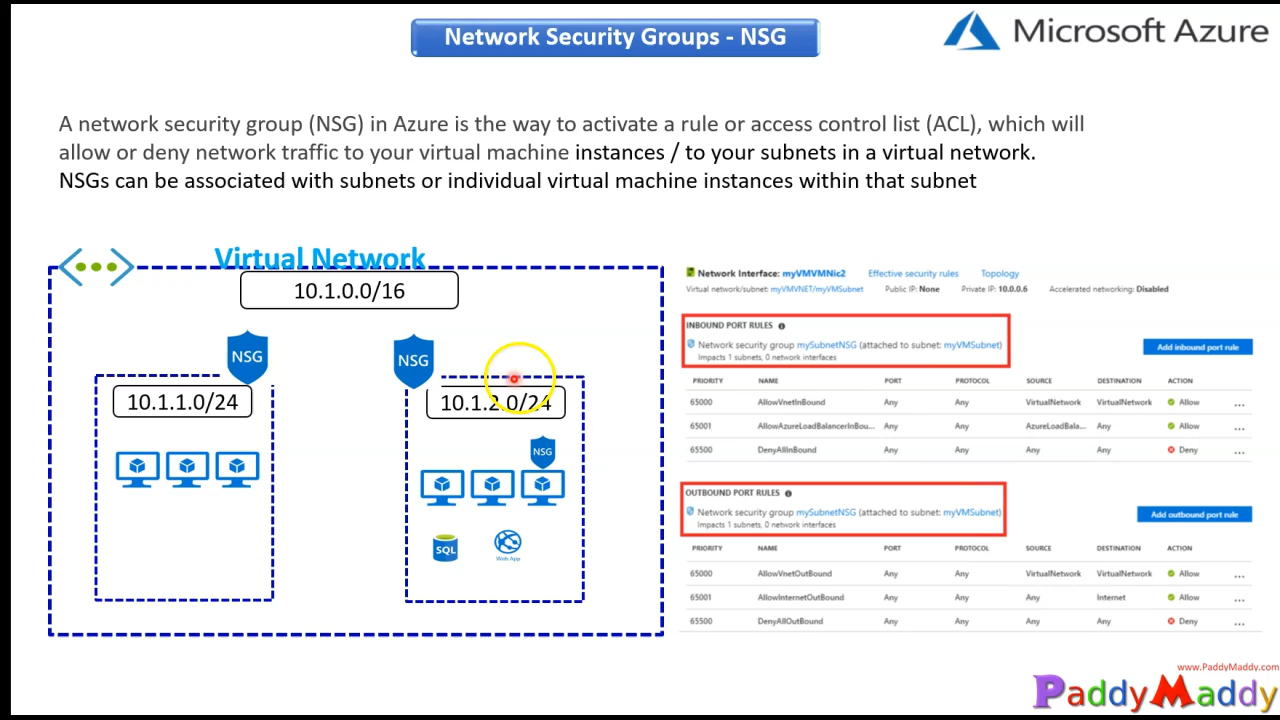 Network Security Groups - NSG
Microsoft Azure
A network security group (NSG) in Azure is the way to activate a rule or access control list (ACL), which will
allow or deny network traffic to your virtual machine instances / to your subnets in a virtual network.
NSGs can be associated with subnets or individual virtual machine instances within that subnet
Virtual Network
10.1.0.0/16
NSG
NSG
10.1.1.0/24
10.1.2.0/24
NSG
SQL
Web App
Network Interface: myVMVMNic2 Effective security rules Topology
Virtual network/subnet: myVMVNET/myVMSubnet Public IP: None Private IP: 10.0.0.6 Accelerated networking: Disabled
INBOUND PORT RULES
Network security group mySubnetNSG (attached to subnet: myVMSubnet)
Impacts 1 subnets, 0 network interfaces
Add inbound port rule
PRIORITY NAME PORT PROTOCOL SOURCE DESTINATION ACTION
65000 AllowVnetInBound Any Any VirtualNetwork VirtualNetwork Allow ...
65001 AllowAzureLoadBalancerInBou... Any Any AzureLoadBala... Any Allow ...
65500 DenyAllInBound Any Any Any Any Deny ...
OUTBOUND PORT RULES
Network security group mySubnetNSG (attached to subnet: myVMSubnet)
Impacts 1 subnets, 0 network interfaces
Add outbound port rule
PRIORITY NAME PORT PROTOCOL SOURCE DESTINATION ACTION
65000 AllowVnetOutBound Any Any VirtualNetwork VirtualNetwork Allow ...
65001 AllowInternetOutBound Any Any Any Internet Allow ...
65500 DenyAllOutBound Any Any Any Any Deny ...
www.PaddyMaddy.com
PaddyMaddy